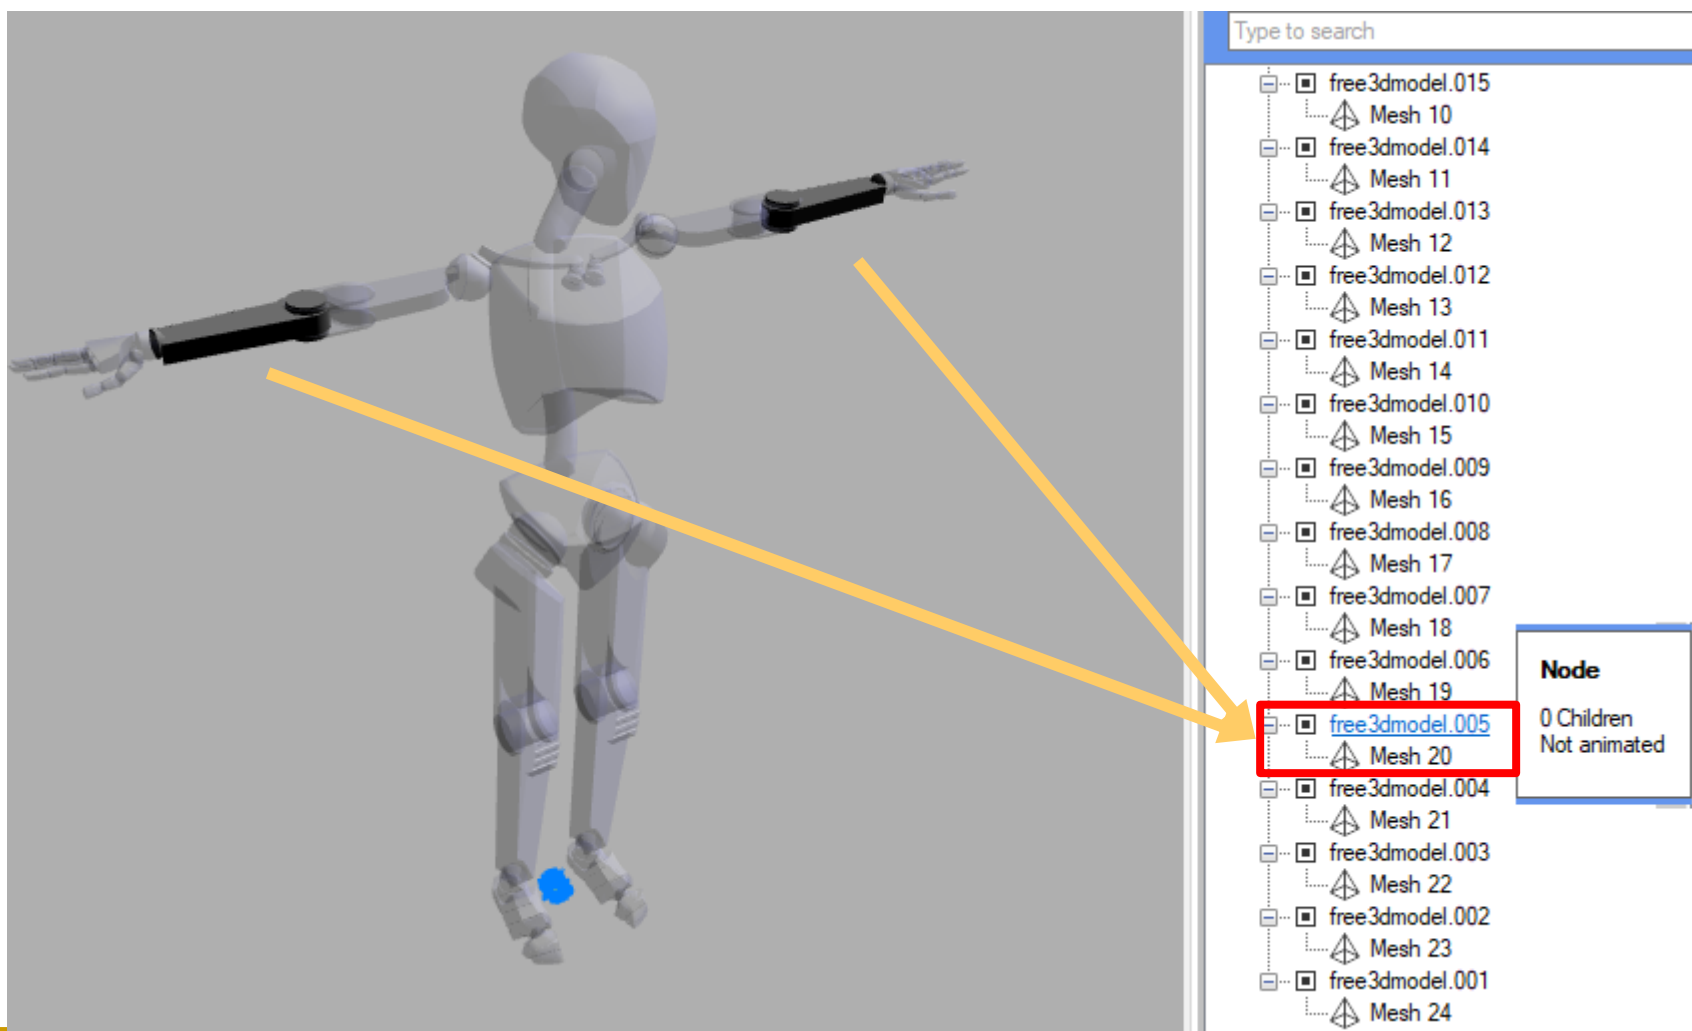 Type to search
free3dmodel.015
Mesh 10
free3dmodel.014
Mesh 11
free3dmodel.013
Mesh 12
free3dmodel.012
Mesh 13
free3dmodel.011
Mesh 14
free3dmodel.010
Mesh 15
free3dmodel.009
Mesh 16
free3dmodel.008
Mesh 17
free3dmodel.007
Mesh 18
free3dmodel.006
Mesh 19
free3dmodel.005
Mesh 20
free3dmodel.004
Mesh 21
free3dmodel.003
Mesh 22
free3dmodel.002
Mesh 23
free3dmodel.001
Mesh 24
Node
0 Children
Not animated